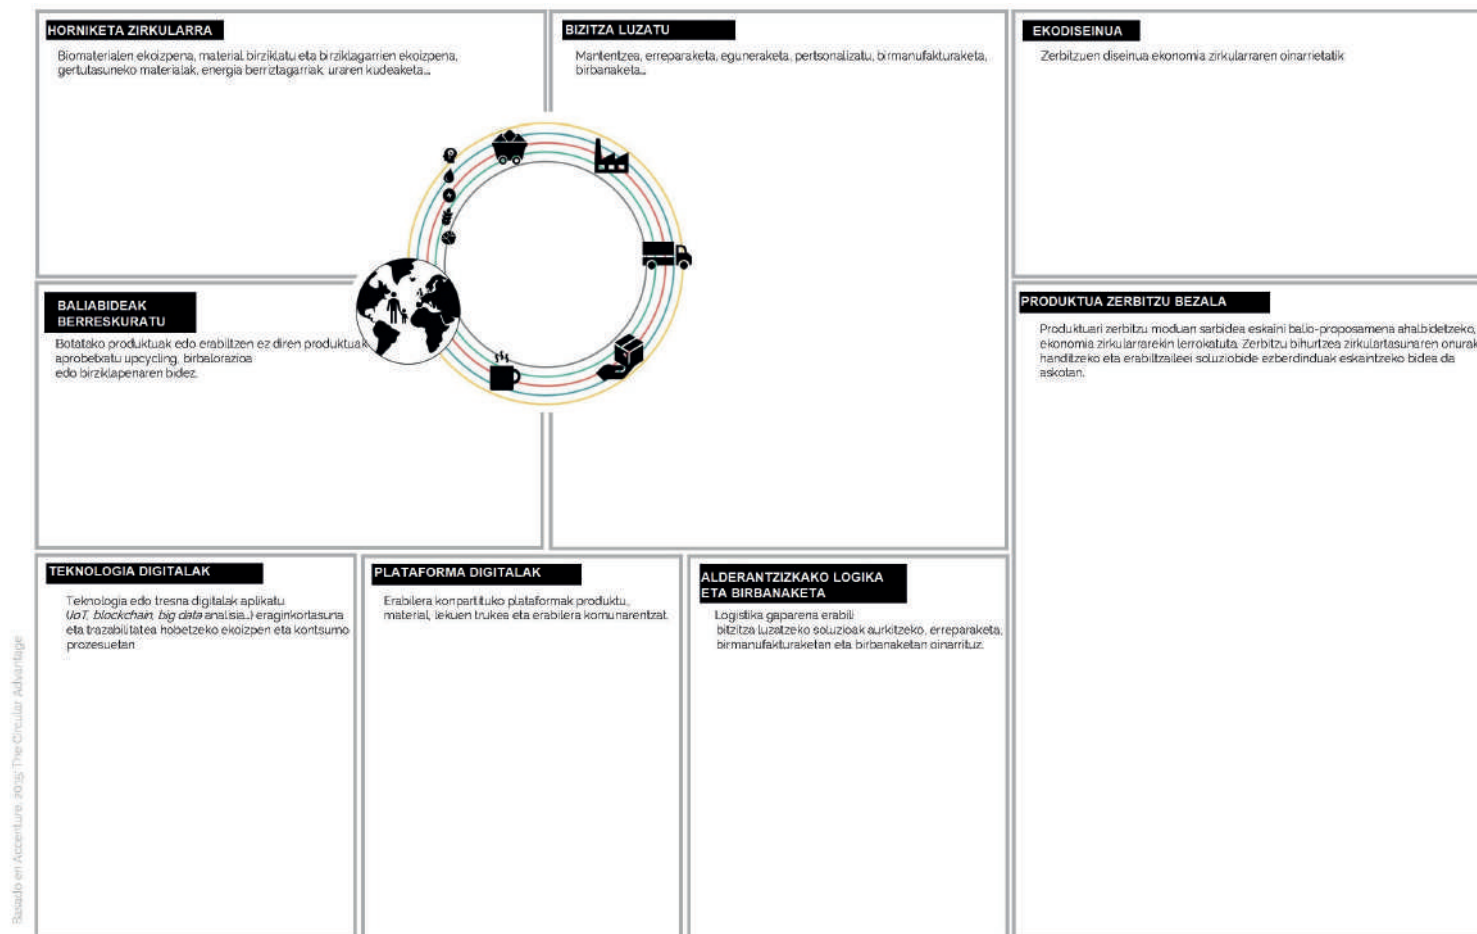 HORNIKETA ZIRKULARRA
Biomaterialen ekoizpena, material birziklatu eta birziklagarrien ekoizpena,
gertutasuneko materialak, energia berriztagarriak, uraren kudeaketa...
BIZITZA LUZATU
Mantentzea, erreparaketa, eguneraketa, pertsonalizatu, birmanufakturaketa,
birbanaketa...
EKODISEINUA
Zerbitzuen diseinua ekonomia zirkularraren oinarrietatik
BALIABIDEAK
BERRESKURATU
Botatako produktuak edo erabiltzen ez diren produktuak
aprobetxatu upcycling, birbalorazioa
edo birziklapenaren bidez.
PRODUKTUA ZERBITZU BEZALA
Produktuari zerbitzu moduan sarbidea eskaini balio-proposamena ahalbidetzeko,
ekonomia zirkularrarekin lerrokatuta. Zerbitzu bihurtzea zirkulartasunaren onurak
handitzeko eta erabiltzaileei soluziobide ezberdinduak eskaintzeko bidea da
askotan.
TEKNOLOGIA DIGITALAK
Teknologia edo tresna digitalak aplikatu
(IoT, blockchain, big data analisia...) eraginkortasuna
eta trazabilitatea hobetzeko ekoizpen eta kontsumo
prozesuetan
PLATAFORMA DIGITALAK
Erabilera konpartituko plataformak produktu,
material, lekuen trukea eta erabilera komunarentzat.
ALDERANTZIZKAKO LOGIKA
ETA BIRBANAKETA
Logistika gaparena erabili
bitzitza luzatzeko soluzioak aurkitzeko, erreparaketa,
birmanufakturaketan eta birbanaketan oinarrituz.
Basado en Accenture, 2015: The Circular Advantage